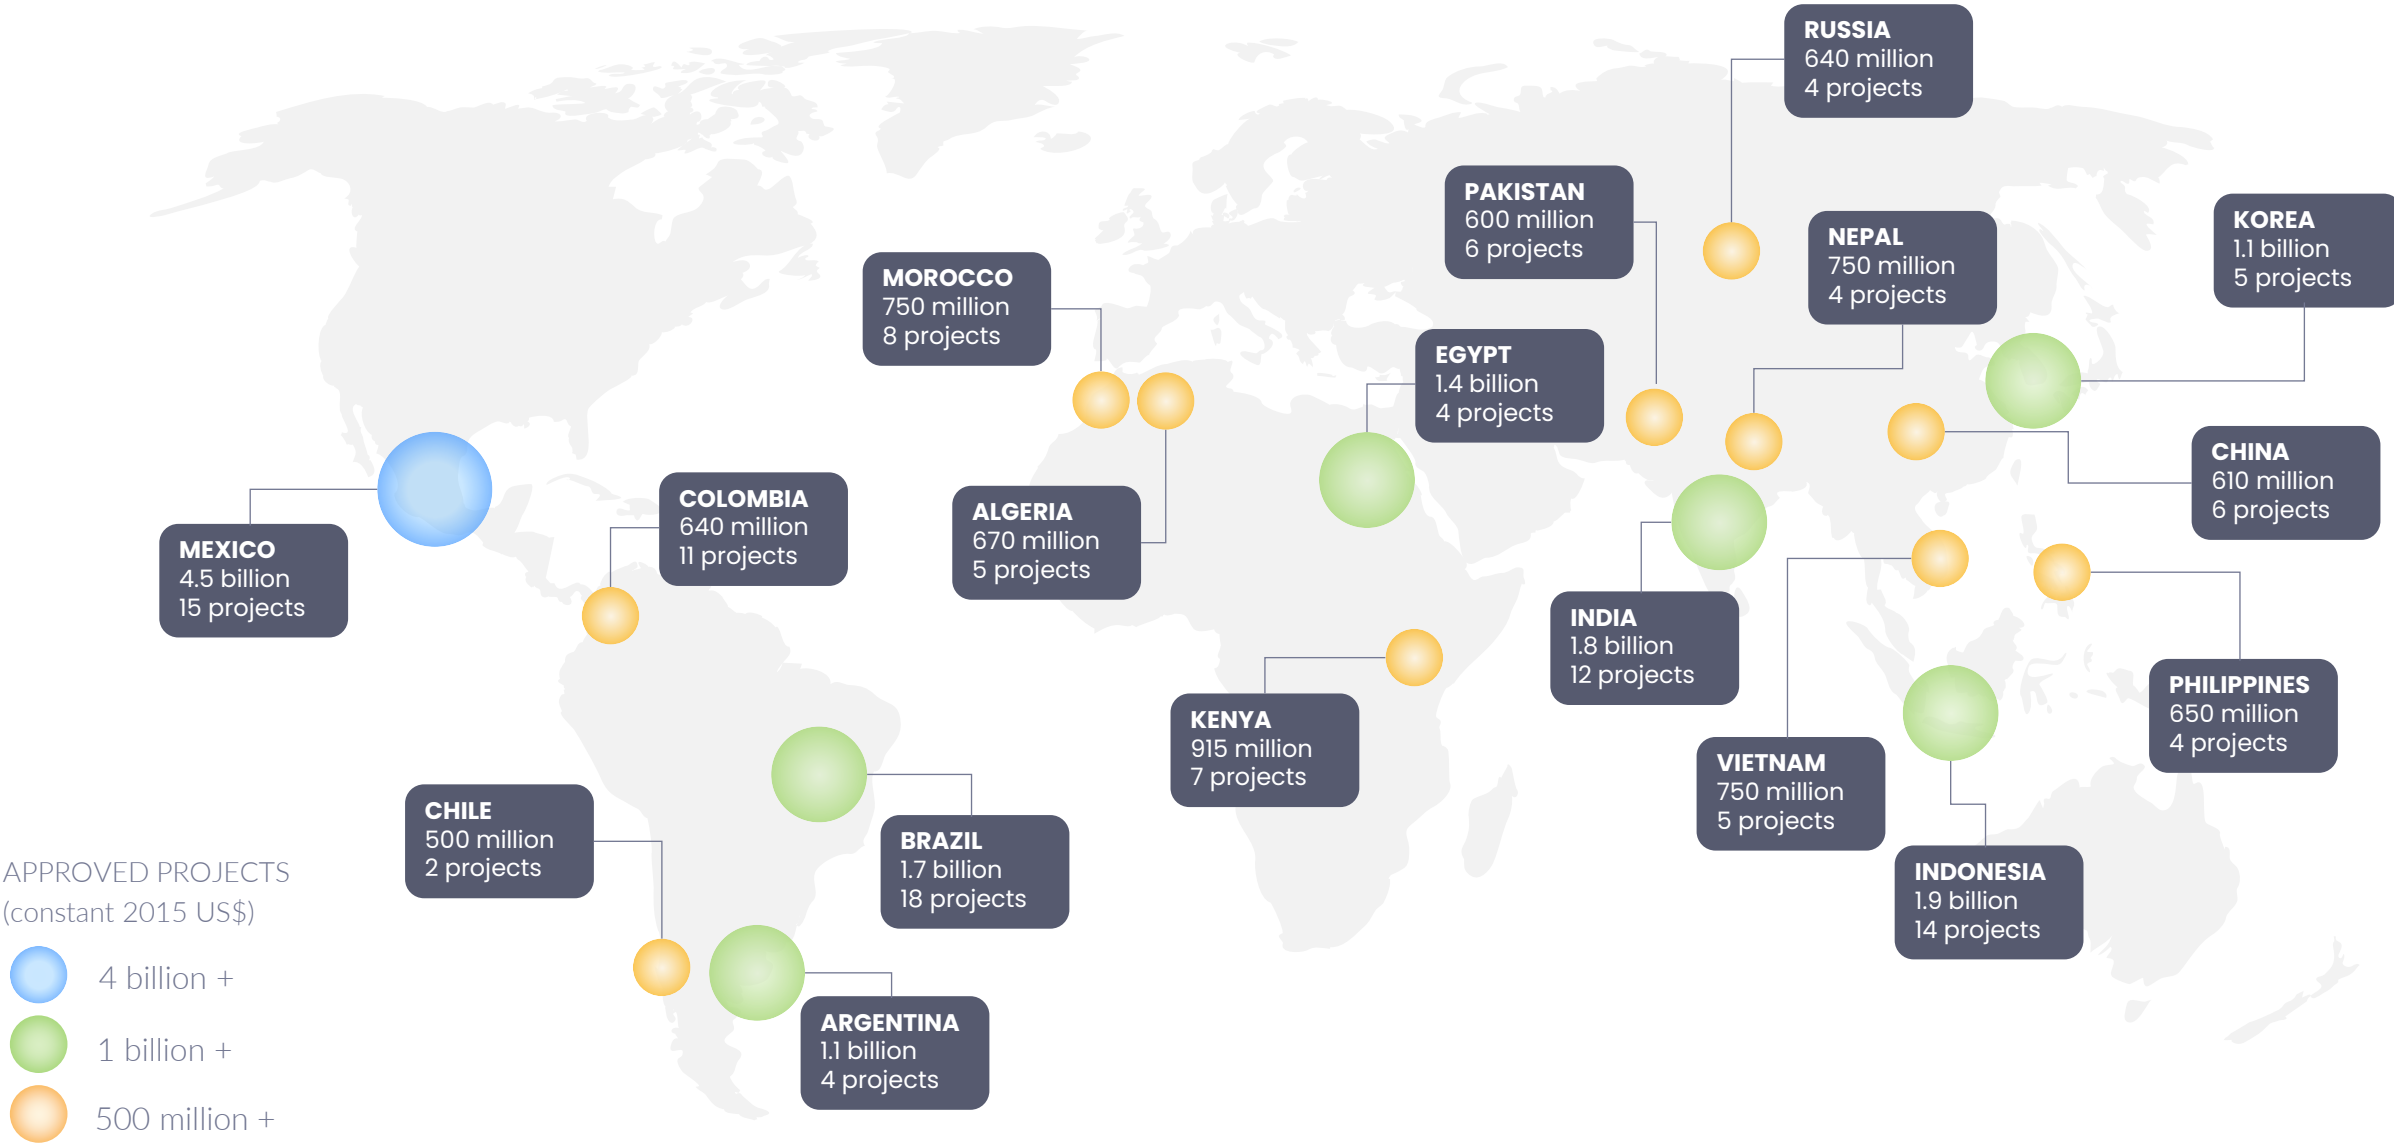 RUSSIA
640 million
4 projects
PAKISTAN
600 million
6 projects
NEPAL
750 million
4 projects
KOREA
1.1 billion
5 projects
MOROCCO
750 million
8 projects
EGYPT
1.4 billion
4 projects
CHINA
610 million
6 projects
COLOMBIA
640 million
11 projects
ALGERIA
670 million
5 projects
MEXICO
4.5 billion
15 projects
INDIA
1.8 billion
12 projects
PHILIPPINES
650 million
4 projects
KENYA
915 million
7 projects
VIETNAM
750 million
5 projects
CHILE
500 million
2 projects
BRAZIL
1.7 billion
18 projects
INDONESIA
1.9 billion
14 projects
ARGENTINA
1.1 billion
4 projects
APPROVED PROJECTS
(constant 2015 US$)
4 billion +
1 billion +
500 million +